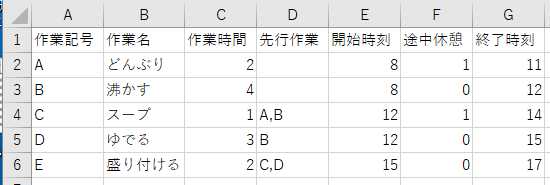 A B C D E F G
1 作業記号 作業名 作業時間 先行作業 開始時刻 途中休憩 終了時刻
2 A どんぶり 2 8 1 11
3 B 沸かす 4 8 0 12
4 C スープ 1 A,B 12 1 14
5 D ゆでる 3 B 12 0 15
6 E 盛り付ける 2 C,D 15 0 17